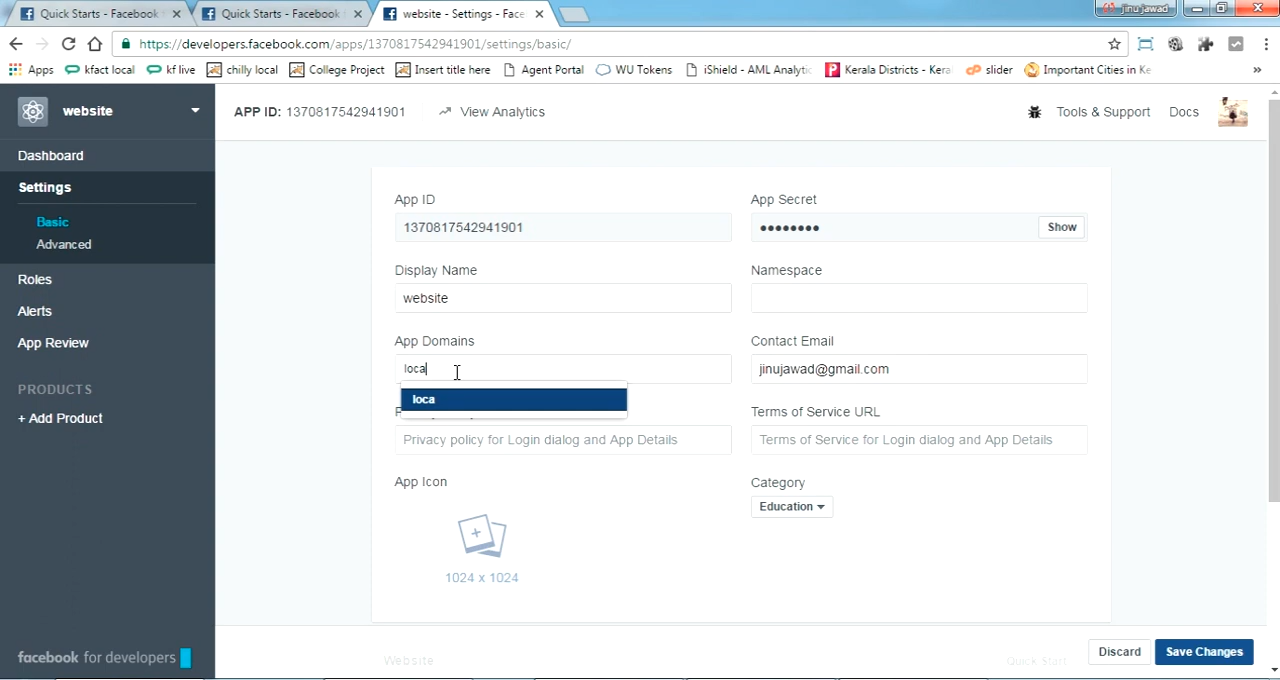 Quick Starts - Facebook
Quick Starts - Facebook
website - Settings - Face
jinu jawad
https://developers.facebook.com/apps/1370817542941901/settings/basic/
Apps kfact local kf live chilly local College Project Insert title here Agent Portal WU Tokens iShield - AML Analytic Kerala Districts - Kera slider Important Cities in Ke »
website
APP ID: 1370817542941901 View Analytics Tools & Support Docs
Dashboard
Settings
Basic
Advanced
Roles
Alerts
App Review
PRODUCTS
+ Add Product
facebook for developers
App ID App Secret
1370817542941901 •••••••• Show
Display Name Namespace
website
App Domains Contact Email
loca jinujawad@gmail.com
loca
Terms of Service URL
Privacy policy for Login dialog and App Details Terms of Service for Login dialog and App Details
App Icon Category
Education
1024 x 1024
Website Quick Start
Discard Save Changes